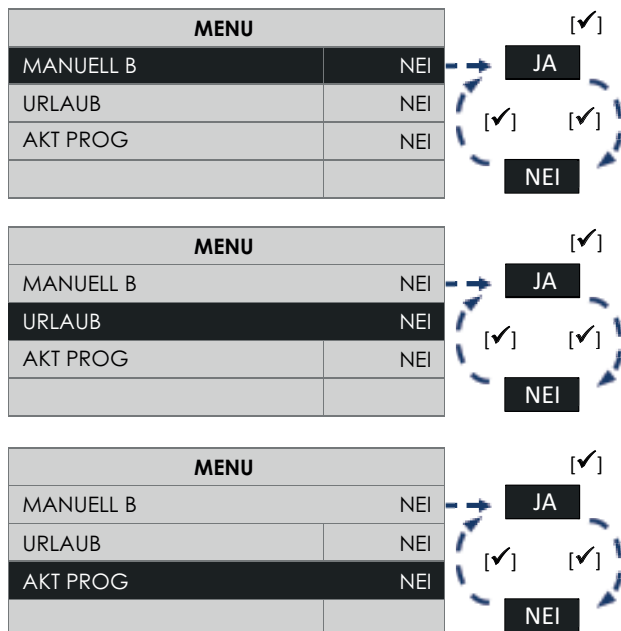 MENU [✔]
MANUELL B NEI JA
URLAUB NEI
[✔] [✔]
AKT PROG NEI
NEI
MENU [✔]
MANUELL B NEI JA
URLAUB NEI
[✔] [✔]
AKT PROG NEI
NEI
MENU [✔]
MANUELL B NEI JA
URLAUB NEI
[✔] [✔]
AKT PROG NEI
NEI